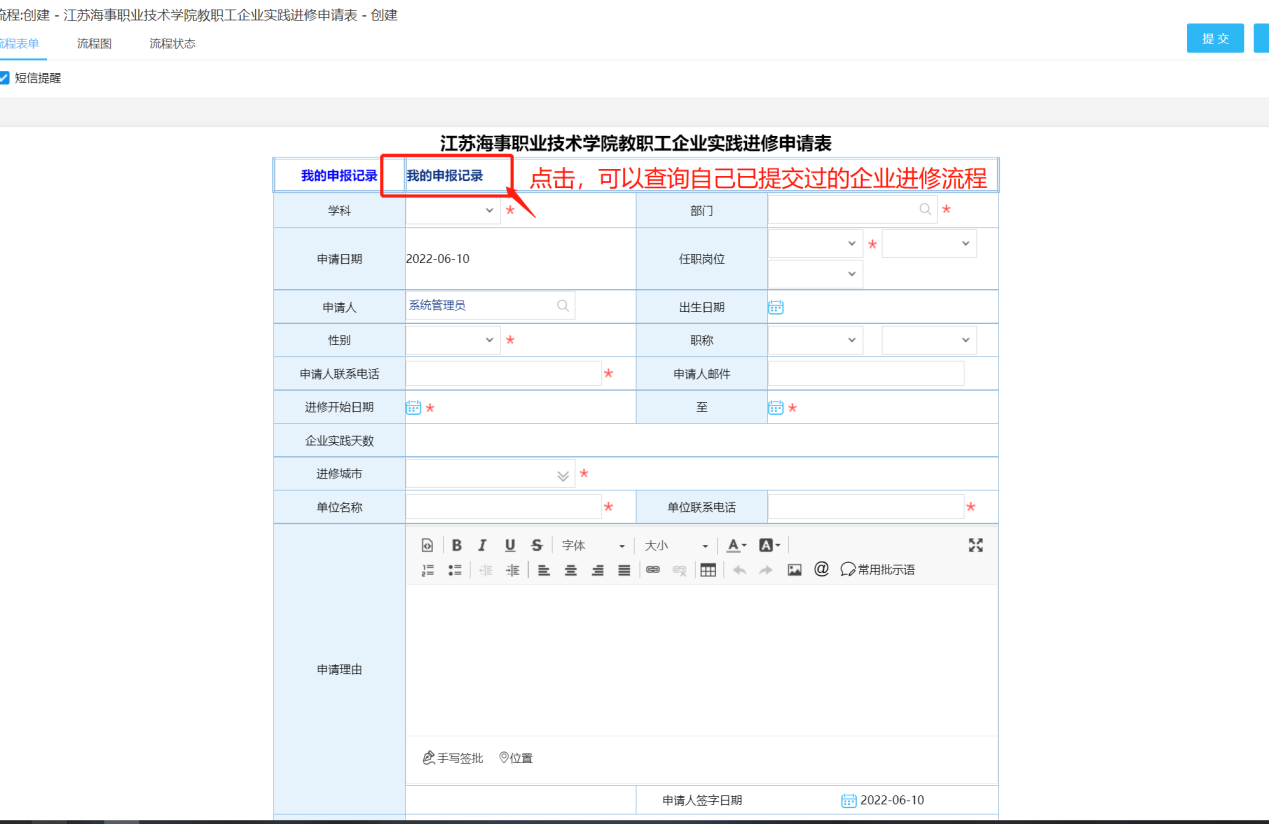 流程:创建 - 江苏海事职业技术学院教职工企业实践进修申请表 - 创建
流程表单 流程图 流程状态
提交
短信提醒
江苏海事职业技术学院教职工企业实践进修申请表
我的申报记录 我的申报记录 点击，可以查询自己已提交过的企业进修流程
学科 * 部门 *
申请日期 2022-06-10 任职岗位 *
申请人 系统管理员 出生日期
性别 * 职称
申请人联系电话 * 申请人邮件
进修开始日期 * 至 *
企业实践天数
进修城市 *
单位名称 * 单位联系电话 *
B I U S 字体 大小 A A
@ 常用批示语
申请理由
手写签批 位置
申请人签字日期 2022-06-10